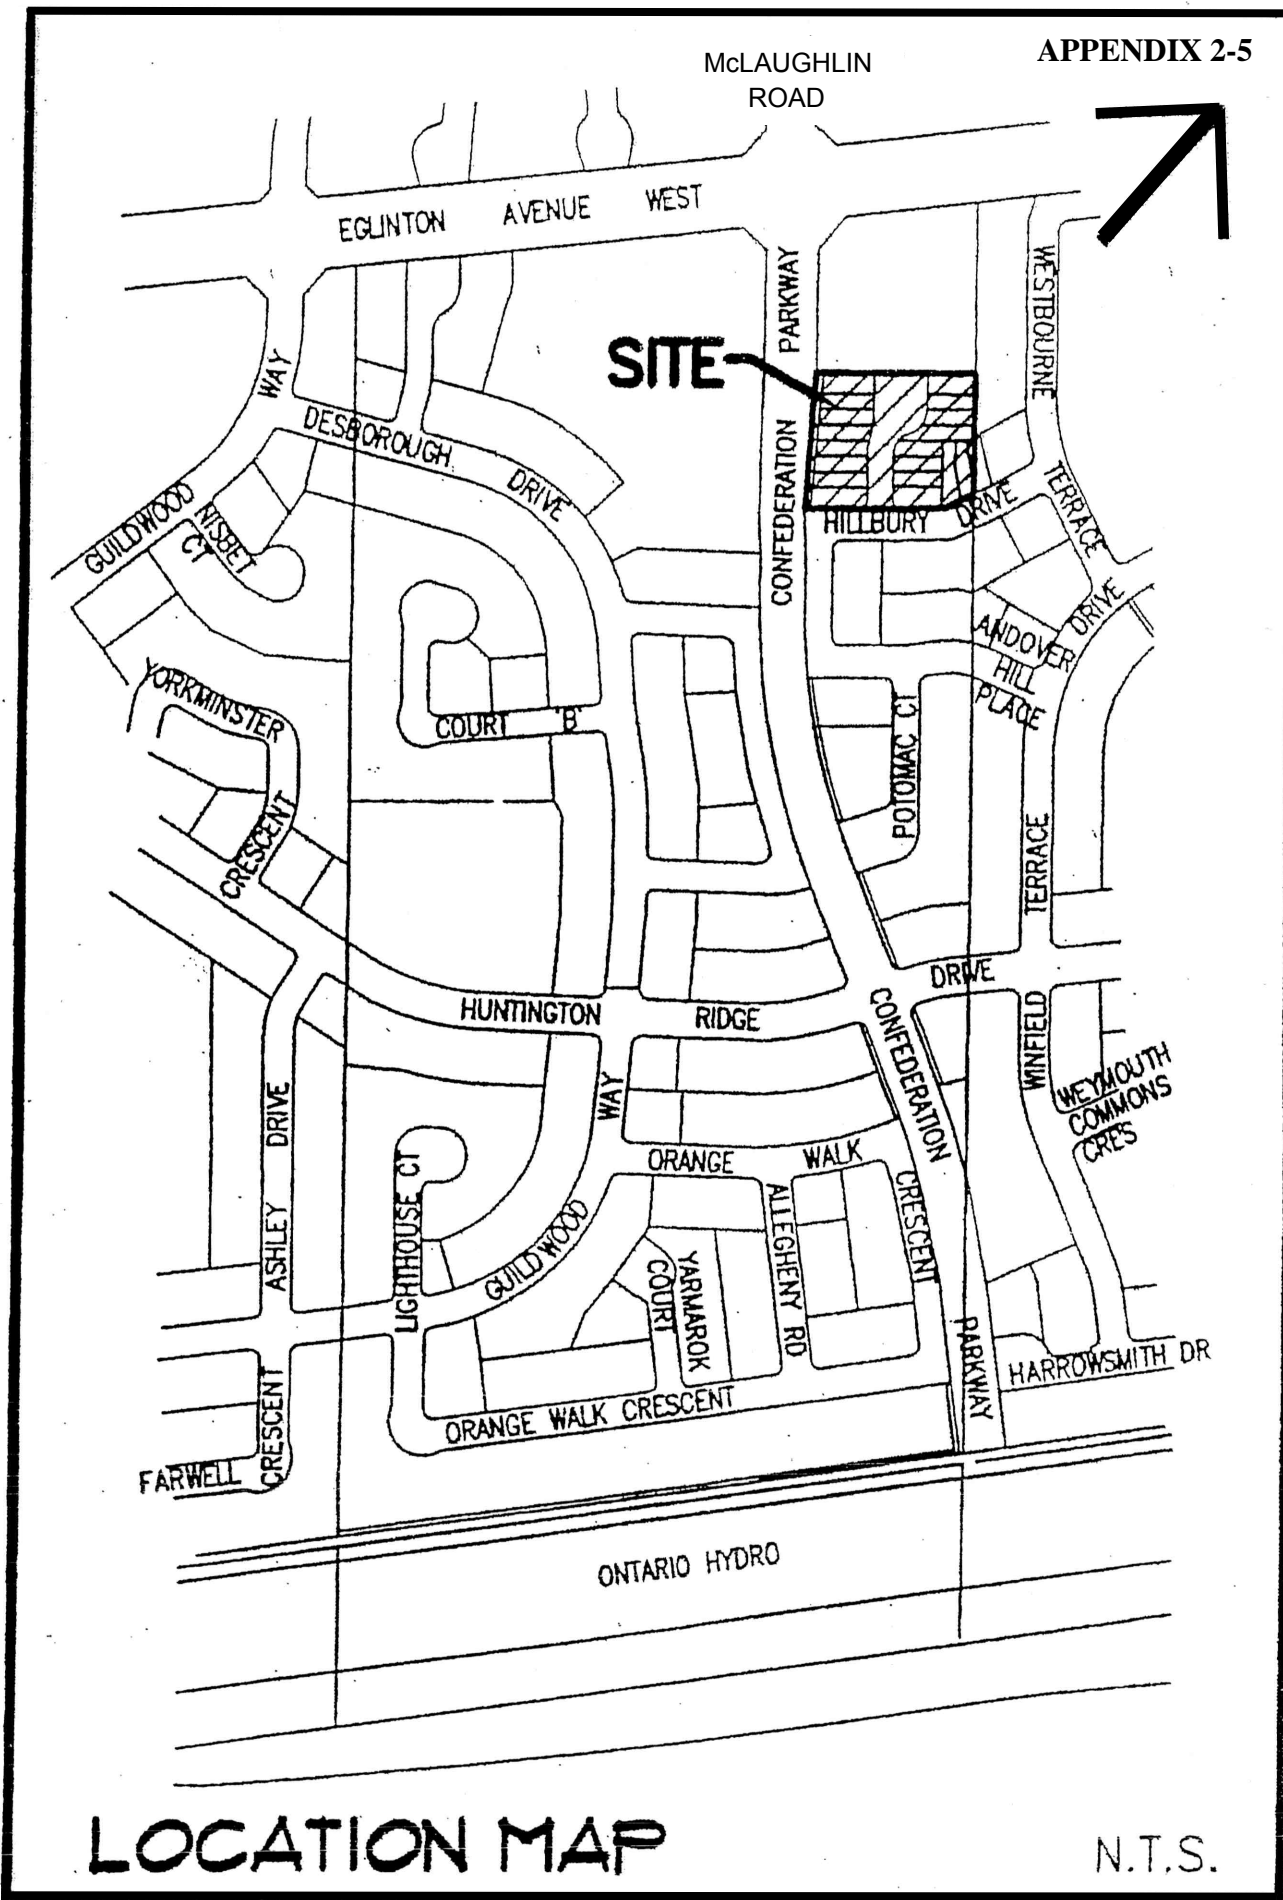 APPENDIX 2-5
McLAUGHLIN
ROAD
EGLINTON AVENUE WEST
SITE
CONFEDERATION PARKWAY
WESTBOURNE
TERRACE
GUILDWOOD
WAY
DESBOROUGH DRIVE
NISBET
CT
HILLBURY DRIVE
ANDOVER
HILL
PLACE
DRIVE
YORKMINSTER
CRESCENT
COURT 'B'
POTOMAC CT
WINFIELD
TERRACE
HUNTINGTON RIDGE DRIVE
CONFEDERATION
PARKWAY
WEYMOUTH
COMMONS
CRES
ASHLEY DRIVE
LIGHTHOUSE CT
GUILDWOOD
WAY
ORANGE WALK
CRESCENT
ALLEGHENY RD
YARMAROK
COURT
HARROWSMITH DR
ORANGE WALK CRESCENT
FARWELL
CRESCENT
ONTARIO HYDRO
LOCATION MAP
N.T.S.